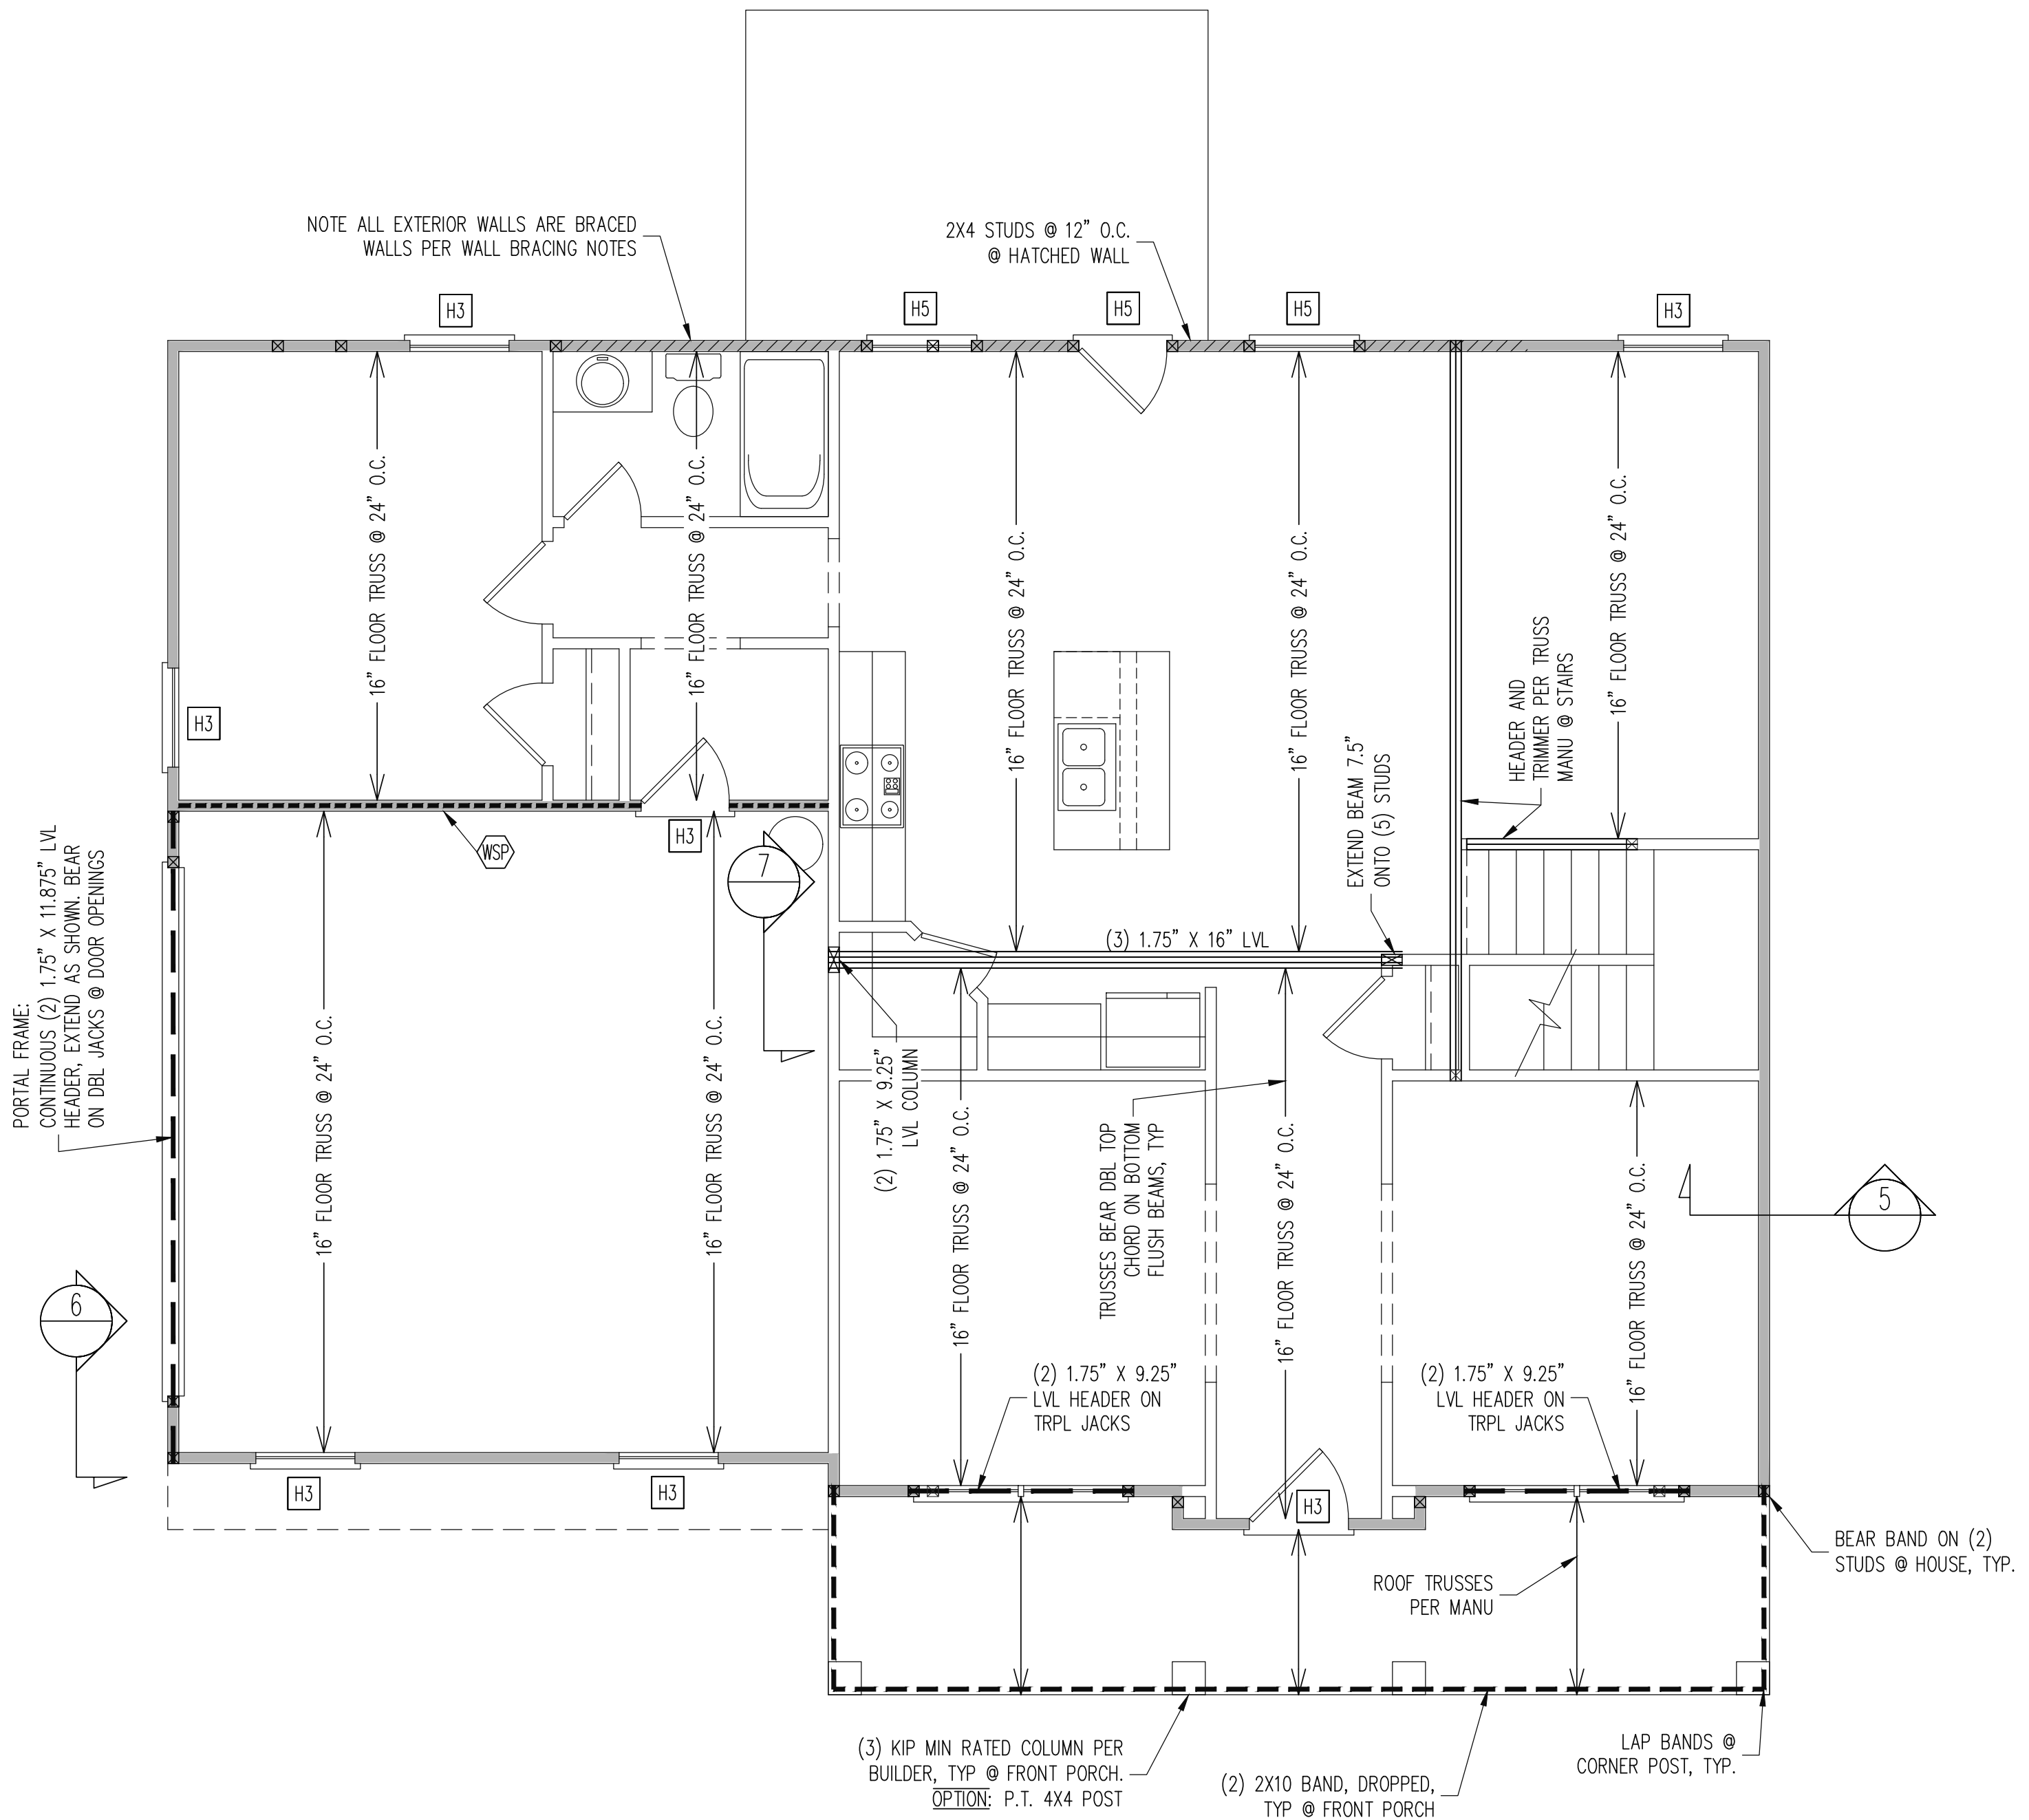 NOTE ALL EXTERIOR WALLS ARE BRACED
WALLS PER WALL BRACING NOTES
2X4 STUDS @ 12" O.C.
@ HATCHED WALL
H3
H5
H5
H5
H3
16" FLOOR TRUSS @ 24" O.C.
16" FLOOR TRUSS @ 24" O.C.
16" FLOOR TRUSS @ 24" O.C.
16" FLOOR TRUSS @ 24" O.C.
16" FLOOR TRUSS @ 24" O.C.
HEADER AND
TRIMMER PER TRUSS
MANU @ STAIRS
H3
EXTEND BEAM 7.5"
ONTO (5) STUDS
H3
WSP
7
PORTAL FRAME:
CONTINUOUS (2) 1.75" X 11.875" LVL
HEADER, EXTEND AS SHOWN. BEAR
ON DBL JACKS @ DOOR OPENINGS
(3) 1.75" X 16" LVL
(2) 1.75" X 9.25"
LVL COLUMN
16" FLOOR TRUSS @ 24" O.C.
16" FLOOR TRUSS @ 24" O.C.
16" FLOOR TRUSS @ 24" O.C.
TRUSSES BEAR DBL TOP
CHORD ON BOTTOM
FLUSH BEAMS, TYP
16" FLOOR TRUSS @ 24" O.C.
16" FLOOR TRUSS @ 24" O.C.
5
6
(2) 1.75" X 9.25"
LVL HEADER ON
TRPL JACKS
(2) 1.75" X 9.25"
LVL HEADER ON
TRPL JACKS
H3
H3
H3
BEAR BAND ON (2)
STUDS @ HOUSE, TYP.
ROOF TRUSSES
PER MANU
(3) KIP MIN RATED COLUMN PER
BUILDER, TYP @ FRONT PORCH.
OPTION: P.T. 4X4 POST
(2) 2X10 BAND, DROPPED,
TYP @ FRONT PORCH
LAP BANDS @
CORNER POST, TYP.